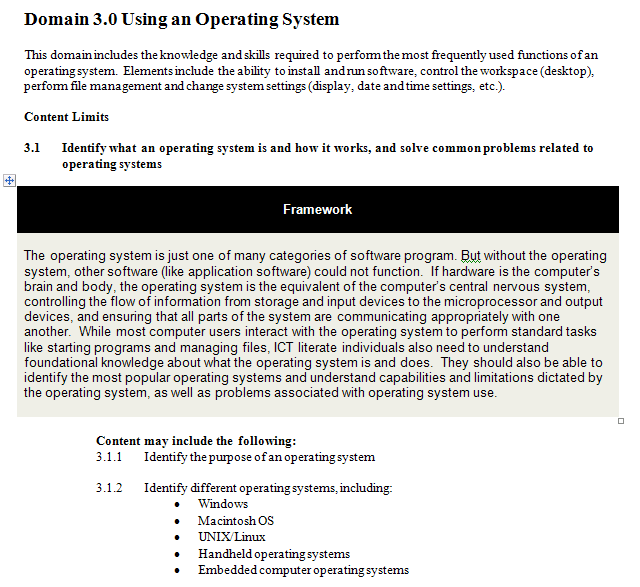 Domain 3.0 Using an Operating System
This domain includes the knowledge and skills required to perform the most frequently used functions of an
operating system. Elements include the ability to install and run software, control the workspace (desktop),
perform file management and change system settings (display, date and time settings, etc.).
Content Limits
3.1 Identify what an operating system is and how it works, and solve common problems related to
operating systems
Framework
The operating system is just one of many categories of software program. But without the operating
system, other software (like application software) could not function. If hardware is the computer's
brain and body, the operating system is the equivalent of the computer's central nervous system,
controlling the flow of information from storage and input devices to the microprocessor and output
devices, and ensuring that all parts of the system are communicating appropriately with one
another. While most computer users interact with the operating system to perform standard tasks
like starting programs and managing files, ICT literate individuals also need to understand
foundational knowledge about what the operating system is and does. They should also be able to
identify the most popular operating systems and understand capabilities and limitations dictated by
the operating system, as well as problems associated with operating system use.
Content may include the following:
3.1.1 Identify the purpose of an operating system
3.1.2 Identify different operating systems, including:
• Windows
• Macintosh OS
• UNIX/Linux
• Handheld operating systems
• Embedded computer operating systems